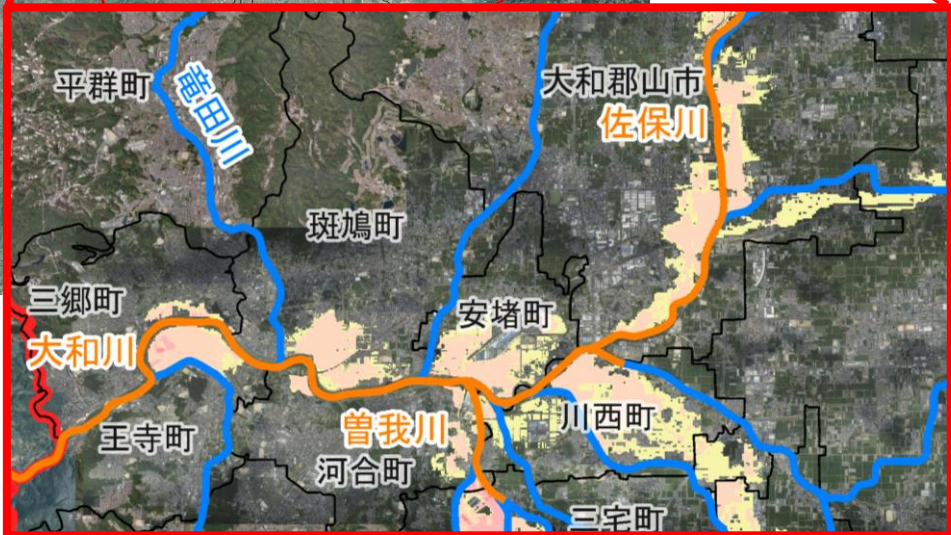 平群町
竜田川
大和郡山市
佐保川
斑鳩町
三郷町
安堵町
大和川
王寺町
曽我川
川西町
河合町
三宅町